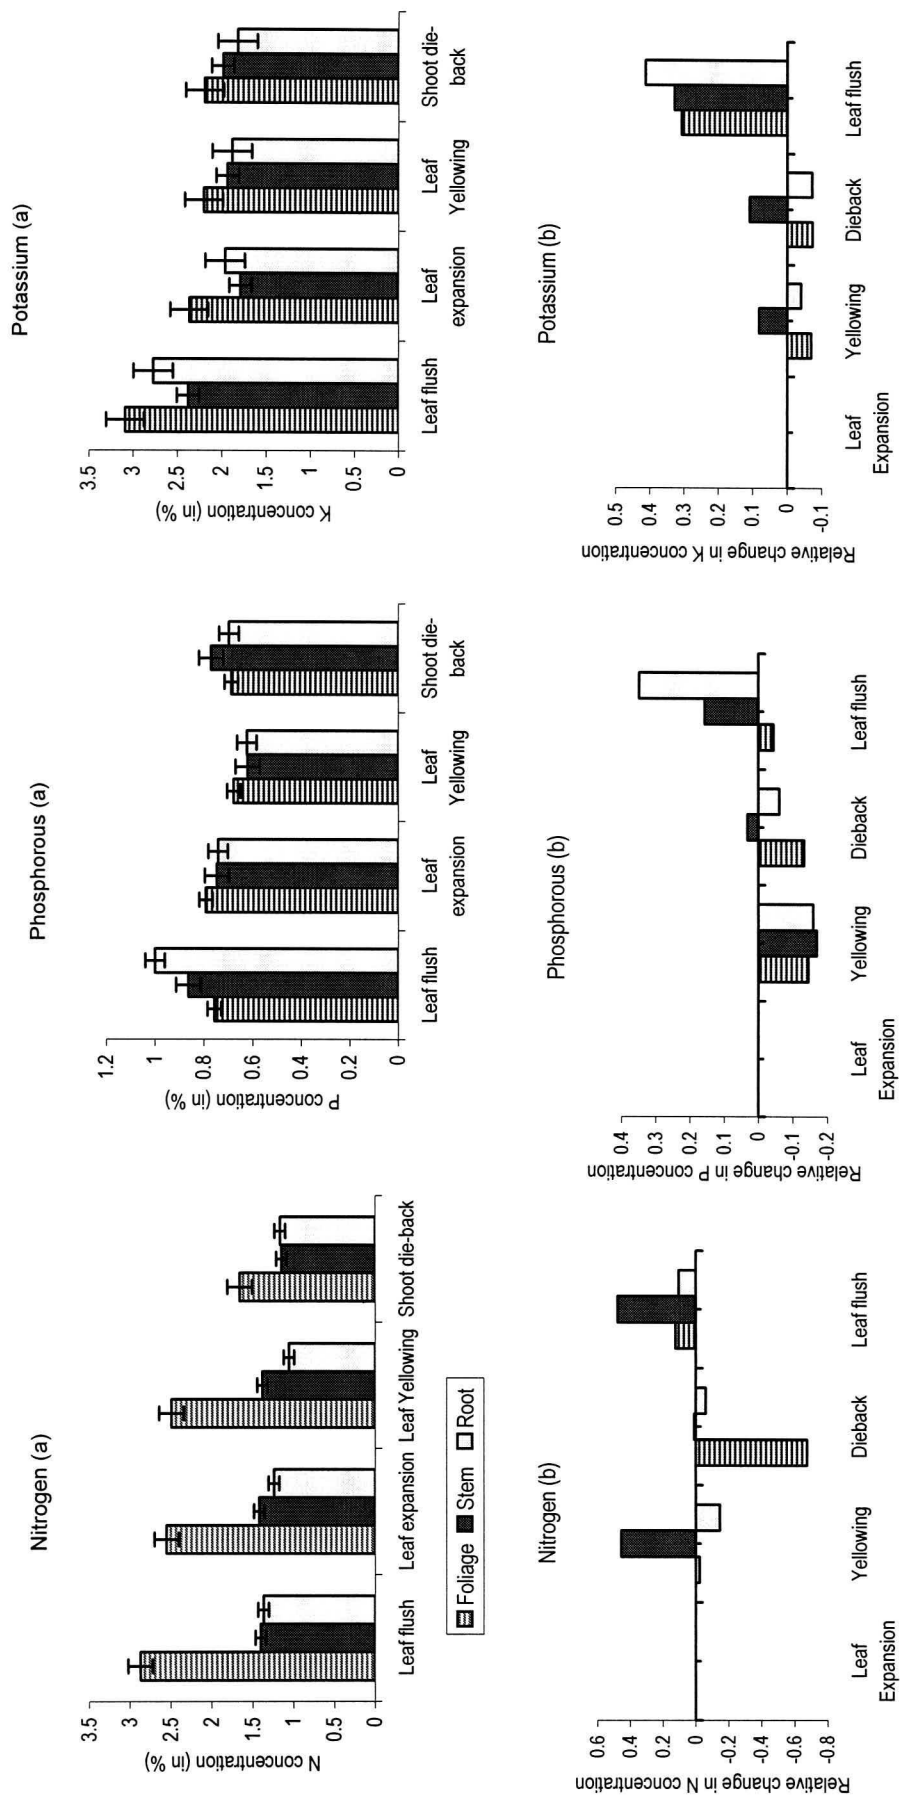 Nitrogen (a)
3.5
3
2.5
2
1.5
1
0.5
0
N concentration (in %)
Leaf flush
Leaf expansion
Leaf Yellowing
Shoot die-back
Foliage
Stem
Root
Phosphorous (a)
1.2
1
0.8
0.6
0.4
0.2
0
P concentration (in %)
Leaf flush
Leaf
expansion
Leaf
Yellowing
Shoot die-
back
Potassium (a)
3.5
3
2.5
2
1.5
1
0.5
0
K concentration (in %)
Leaf flush
Leaf
expansion
Leaf
Yellowing
Shoot die-
back
Nitrogen (b)
0.6
0.4
0.2
0
-0.2
-0.4
-0.6
-0.8
Relative change in N concentration
Leaf
Expansion
Yellowing
Dieback
Leaf flush
Phosphorous (b)
0.4
0.3
0.2
0.1
0
-0.1
-0.2
Relative change in P concentration
Leaf
Expansion
Yellowing
Dieback
Leaf flush
Potassium (b)
0.5
0.4
0.3
0.2
0.1
0
-0.1
Relative change in K concentration
Leaf
Expansion
Yellowing
Dieback
Leaf flush